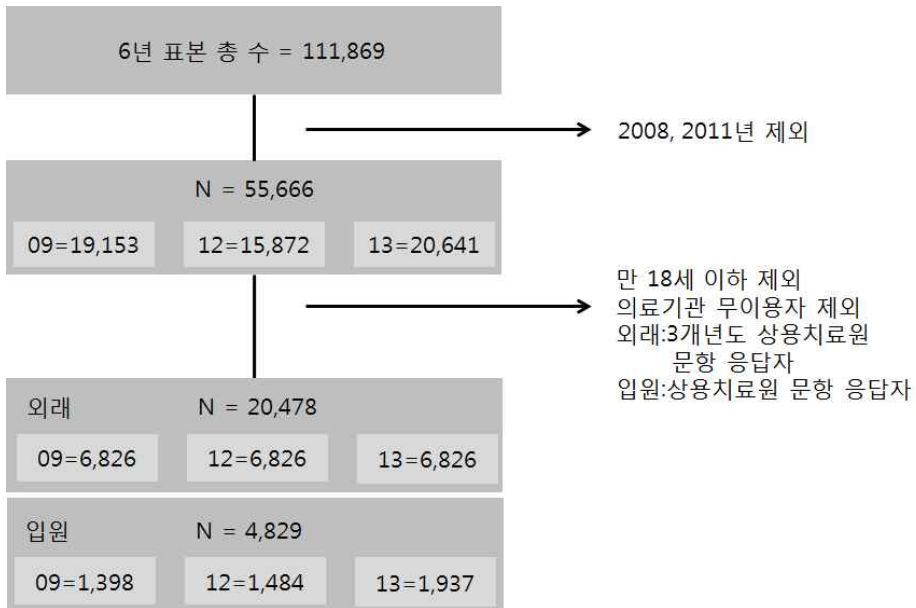 6년 표본 총 수 = 111,869
2008, 2011년 제외
N = 55,666
09=19,153 12=15,872 13=20,641
만 18세 이하 제외
의료기관 무이용자 제외
외래:3개년도 상용치료원
문항 응답자
입원:상용치료원 문항 응답자
외래 N = 20,478
09=6,826 12=6,826 13=6,826
입원 N = 4,829
09=1,398 12=1,484 13=1,937